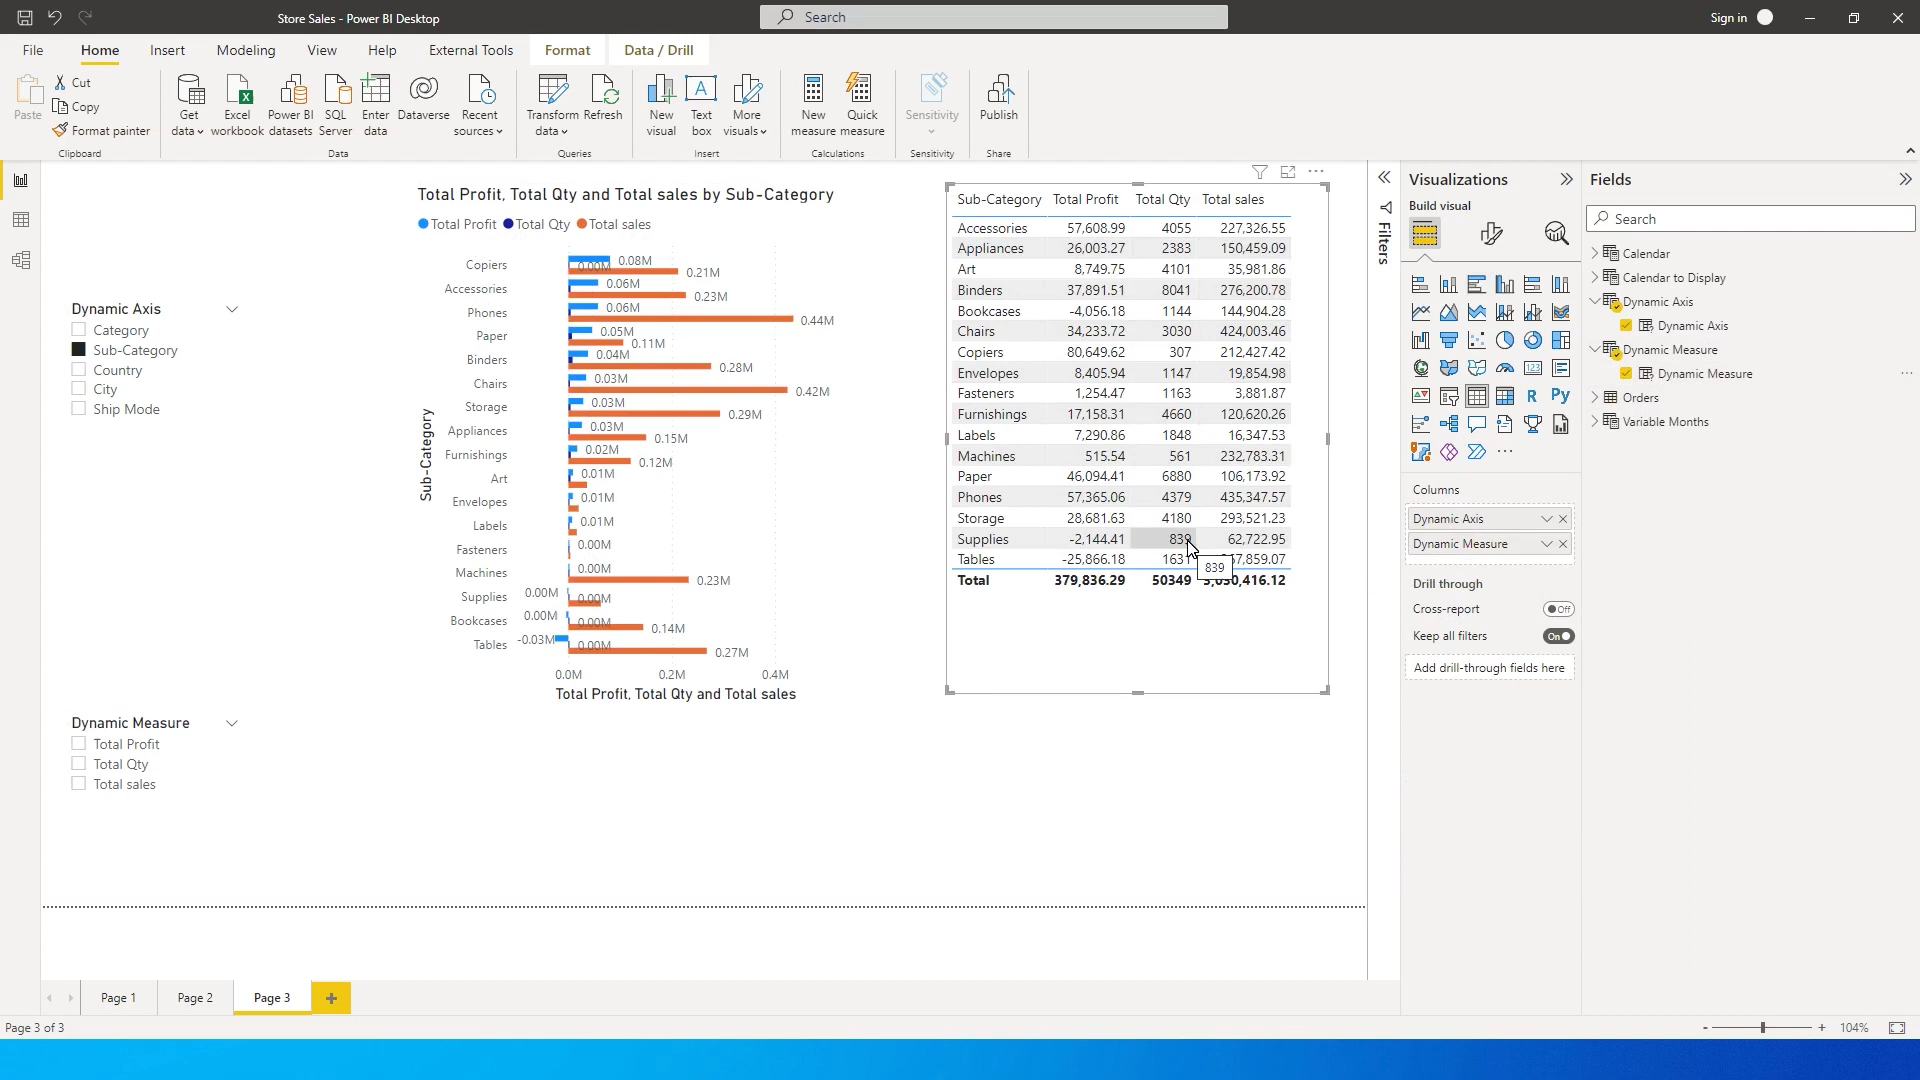 Store Sales - Power BI Desktop
Search
Sign in
File Home Insert Modeling View Help External Tools Format Data / Drill
Paste
Cut
Copy
Format painter
Clipboard
Get data
Excel workbook
Power BI datasets
SQL Server
Enter data
Dataverse
Recent sources
Data
Transform data
Refresh
Queries
New visual
Text box
More visuals
Insert
New measure
Quick measure
Calculations
Sensitivity
Sensitivity
Publish
Share
Dynamic Axis
Category
Sub-Category
Country
City
Ship Mode
Dynamic Measure
Total Profit
Total Qty
Total sales
Total Profit, Total Qty and Total sales by Sub-Category
Total Profit Total Qty Total sales
Sub-Category
Copiers 0.00M 0.08M 0.21M
Accessories 0.06M 0.23M
Phones 0.06M 0.44M
Paper 0.05M 0.11M
Binders 0.04M 0.28M
Chairs 0.03M 0.42M
Storage 0.03M 0.29M
Appliances 0.03M 0.15M
Furnishings 0.02M 0.12M
Art 0.01M
Envelopes 0.01M
Labels 0.01M
Fasteners 0.00M
Machines 0.00M 0.23M
Supplies 0.00M 0.00M
Bookcases 0.00M 0.00M 0.14M
Tables -0.03M 0.00M 0.27M
0.0M 0.2M 0.4M
Total Profit, Total Qty and Total sales
Sub-Category Total Profit Total Qty Total sales
Accessories 57,608.99 4055 227,326.55
Appliances 26,003.27 2383 150,459.09
Art 8,749.75 4101 35,981.86
Binders 37,891.51 8041 276,200.78
Bookcases -4,056.18 1144 144,904.28
Chairs 34,233.72 3030 424,003.46
Copiers 80,649.62 307 212,427.42
Envelopes 8,405.94 1147 19,854.98
Fasteners 1,254.47 1163 3,881.87
Furnishings 17,158.31 4660 120,620.26
Labels 7,290.86 1848 16,347.53
Machines 515.54 561 232,783.31
Paper 46,094.41 6880 106,173.92
Phones 57,365.06 4379 435,347.57
Storage 28,681.63 4180 293,521.23
Supplies -2,144.41 839 62,722.95
Tables -25,866.18 1631
839
Total 379,836.29 50349
Filters
Visualizations
Build visual
123
R
Py
Columns
Dynamic Axis
Dynamic Measure
Drill through
Cross-report Off
Keep all filters On
Add drill-through fields here
Fields
Search
Calendar
Calendar to Display
Dynamic Axis
Dynamic Axis
Dynamic Measure
Dynamic Measure
Orders
Variable Months
Page 1 Page 2 Page 3 +
Page 3 of 3
- + 104%